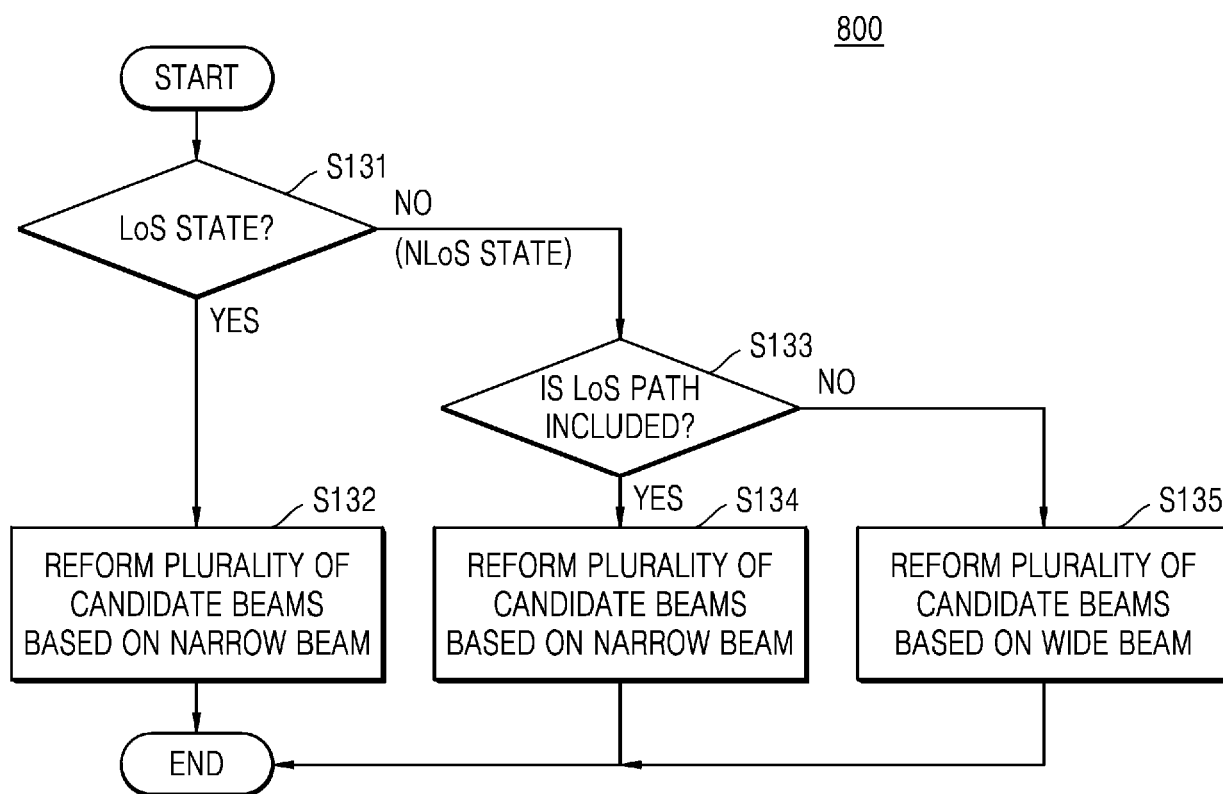 800
START
S131
LoS STATE?
NO
(NLoS STATE)
YES
S133
IS LoS PATH
INCLUDED?
NO
YES
S132
REFORM PLURALITY OF
CANDIDATE BEAMS
BASED ON NARROW BEAM
S134
REFORM PLURALITY OF
CANDIDATE BEAMS
BASED ON NARROW BEAM
S135
REFORM PLURALITY OF
CANDIDATE BEAMS
BASED ON WIDE BEAM
END